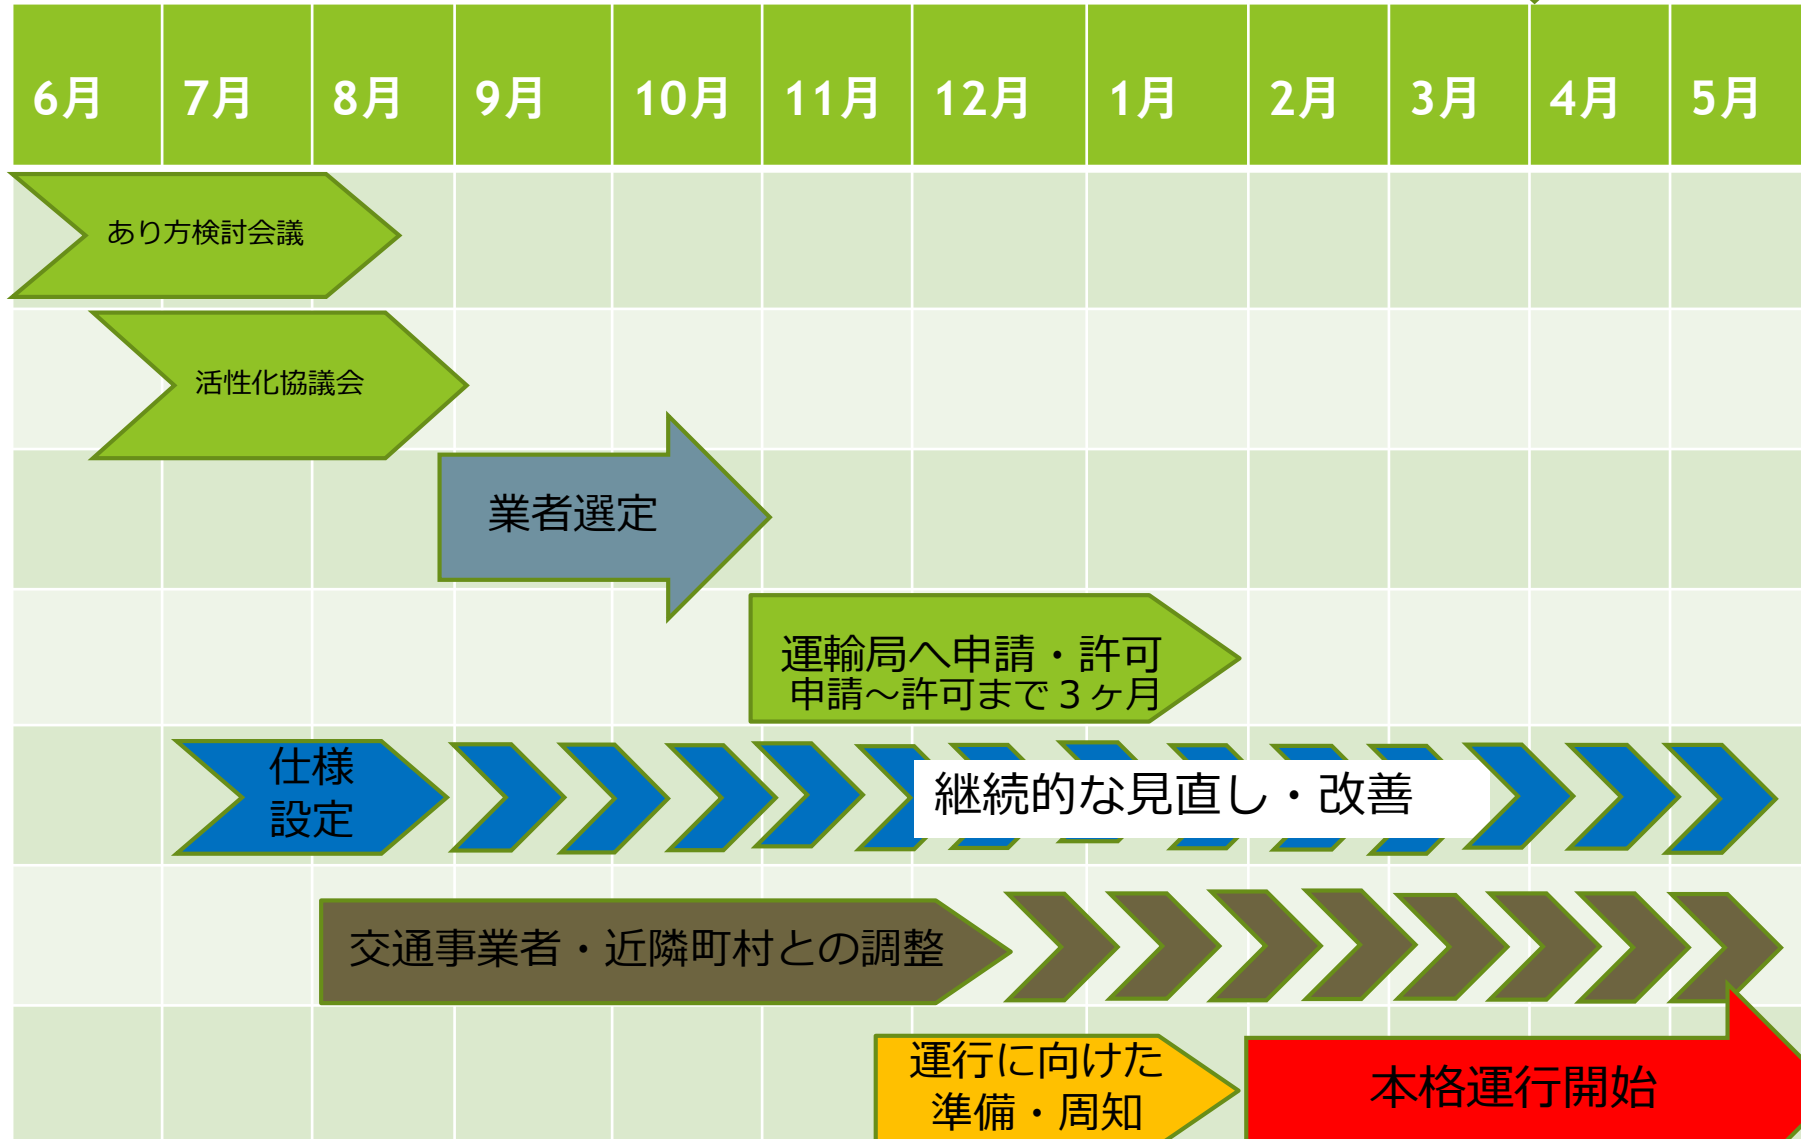 6月 7月 8月 9月 10月 11月 12月 1月 2月 3月 4月 5月
あり方検討会議
活性化協議会
業者選定
運輸局へ申請・許可
申請～許可まで３ヶ月
仕様
設定
継続的な見直し・改善
交通事業者・近隣町村との調整
運行に向けた
準備・周知
本格運行開始